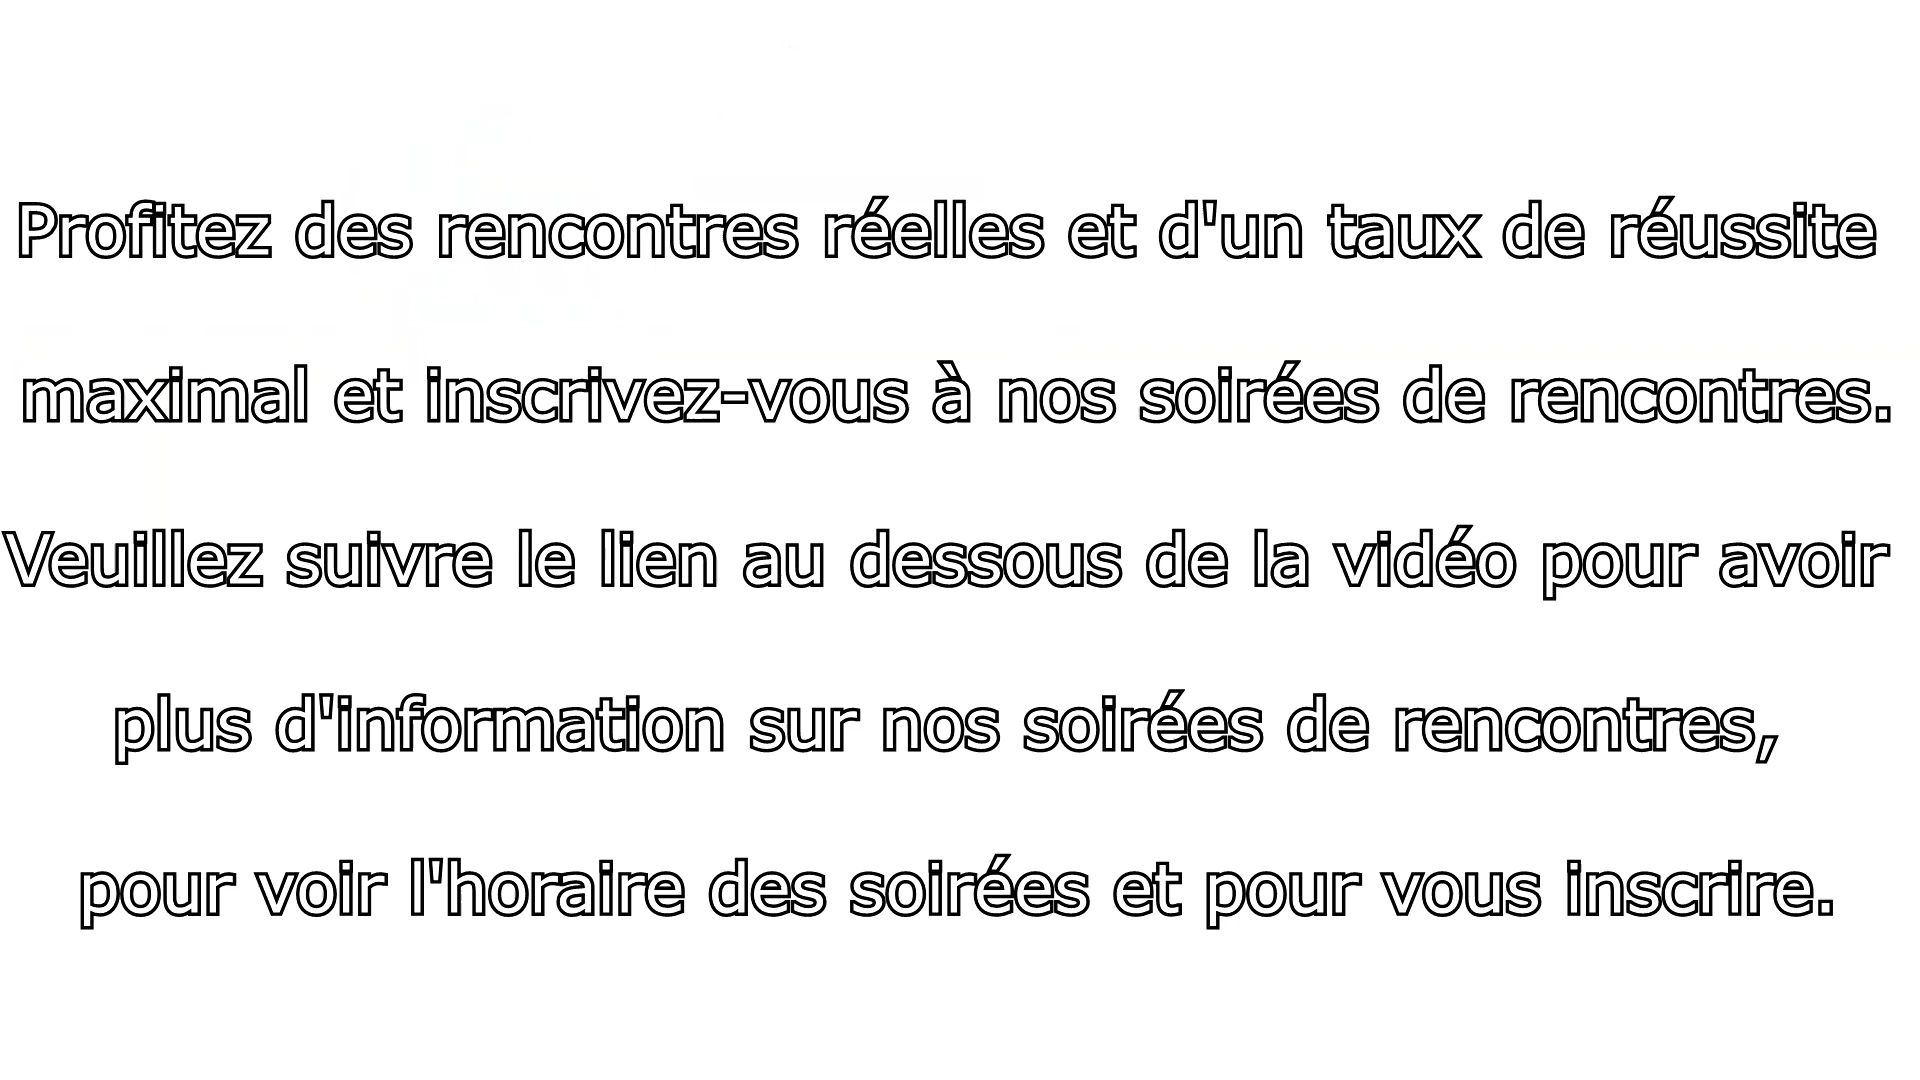 Profitez des rencontres réelles et d'un taux de réussite
maximal et inscrivez-vous à nos soirées de rencontres.
Veuillez suivre le lien au dessous de la vidéo pour avoir
plus d'information sur nos soirées de rencontres,
pour voir l'horaire des soirées et pour vous inscrire.